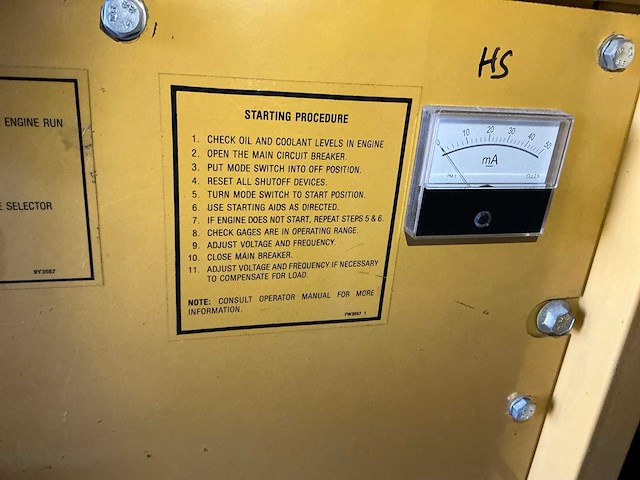 ENGINE RUN
SELECTOR
9Y3557
STARTING PROCEDURE
1. CHECK OIL AND COOLANT LEVELS IN ENGINE
2. OPEN THE MAIN CIRCUIT BREAKER.
3. PUT MODE SWITCH INTO OFF POSITION.
4. RESET ALL SHUTOFF DEVICES.
5. TURN MODE SWITCH TO START POSITION.
6. USE STARTING AIDS AS DIRECTED.
7. IF ENGINE DOES NOT START, REPEAT STEPS 5 & 6.
8. CHECK GAGES ARE IN OPERATING RANGE.
9. ADJUST VOLTAGE AND FREQUENCY.
10. CLOSE MAIN BREAKER.
11. ADJUST VOLTAGE AND FREQUENCY IF NECESSARY
TO COMPENSATE FOR LOAD.
NOTE: CONSULT OPERATOR MANUAL FOR MORE
INFORMATION.
7W3057 1
HS
0 10 20 30 40 50
mA